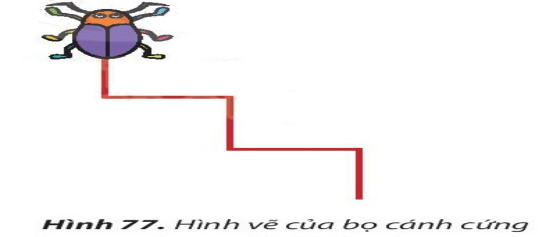 Hình 77. Hình vẽ của bọ cánh cứng